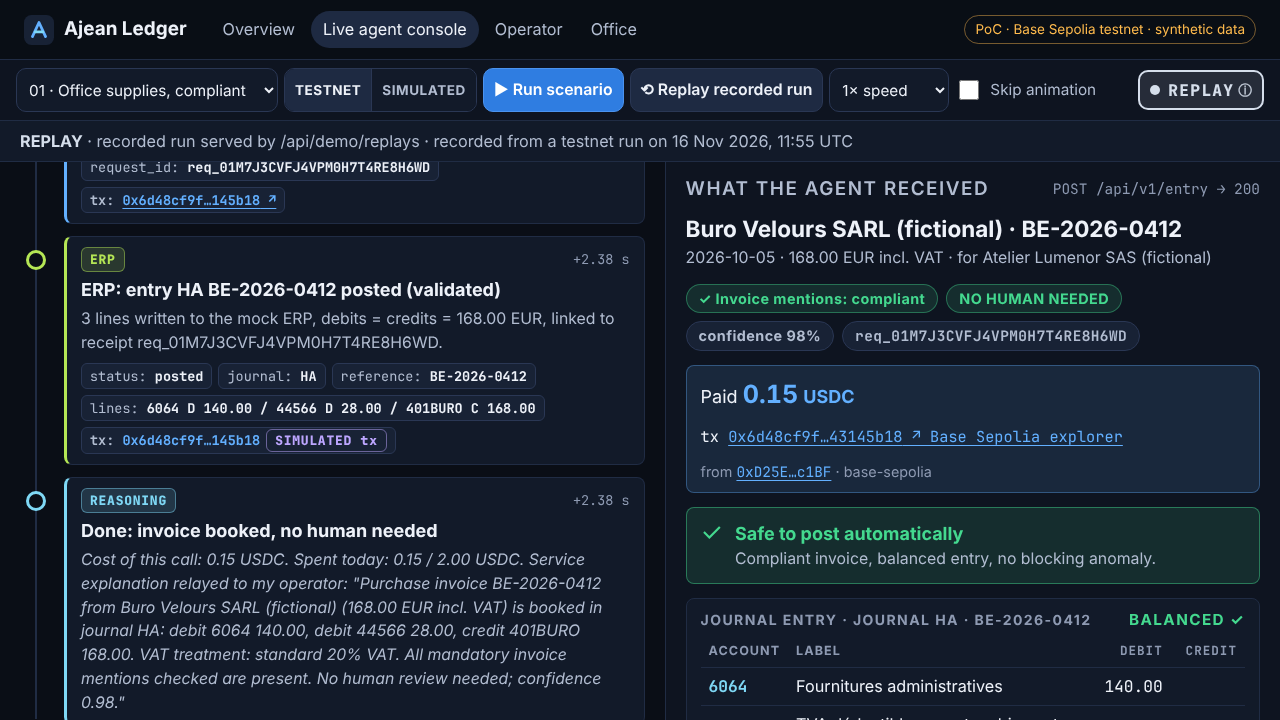 Ajean Ledger
Overview
Live agent console
Operator
Office
PoC · Base Sepolia testnet · synthetic data
01 · Office supplies, compliant
TESTNET
SIMULATED
▶ Run scenario
⟲ Replay recorded run
1× speed
Skip animation
REPLAY ⓘ
REPLAY · recorded run served by /api/demo/replays · recorded from a testnet run on 16 Nov 2026, 11:55 UTC
request_id: req_01M7J3CVFJ4VPM0H7T4RE8H6WD
tx: 0x6d48cf9f…145b18 ↗
ERP
+2.38 s
ERP: entry HA BE-2026-0412 posted (validated)
3 lines written to the mock ERP, debits = credits = 168.00 EUR, linked to
receipt req_01M7J3CVFJ4VPM0H7T4RE8H6WD.
status: posted
journal: HA
reference: BE-2026-0412
lines: 6064 D 140.00 / 44566 D 28.00 / 401BURO C 168.00
tx: 0x6d48cf9f…145b18 SIMULATED tx
REASONING
+2.38 s
Done: invoice booked, no human needed
Cost of this call: 0.15 USDC. Spent today: 0.15 / 2.00 USDC. Service
explanation relayed to my operator: "Purchase invoice BE-2026-0412
from Buro Velours SARL (fictional) (168.00 EUR incl. VAT) is booked in
journal HA: debit 6064 140.00, debit 44566 28.00, credit 401BURO
168.00. VAT treatment: standard 20% VAT. All mandatory invoice
mentions checked are present. No human review needed; confidence
0.98."
WHAT THE AGENT RECEIVED
POST /api/v1/entry → 200
Buro Velours SARL (fictional) · BE-2026-0412
2026-10-05 · 168.00 EUR incl. VAT · for Atelier Lumenor SAS (fictional)
✓ Invoice mentions: compliant
NO HUMAN NEEDED
confidence 98%
req_01M7J3CVFJ4VPM0H7T4RE8H6WD
Paid 0.15 USDC
tx 0x6d48cf9f…43145b18 ↗ Base Sepolia explorer
from 0xD25E…c1BF · base-sepolia
✓ Safe to post automatically
Compliant invoice, balanced entry, no blocking anomaly.
JOURNAL ENTRY · JOURNAL HA · BE-2026-0412
BALANCED ✓
ACCOUNT LABEL DEBIT CREDIT
6064 Fournitures administratives 140.00